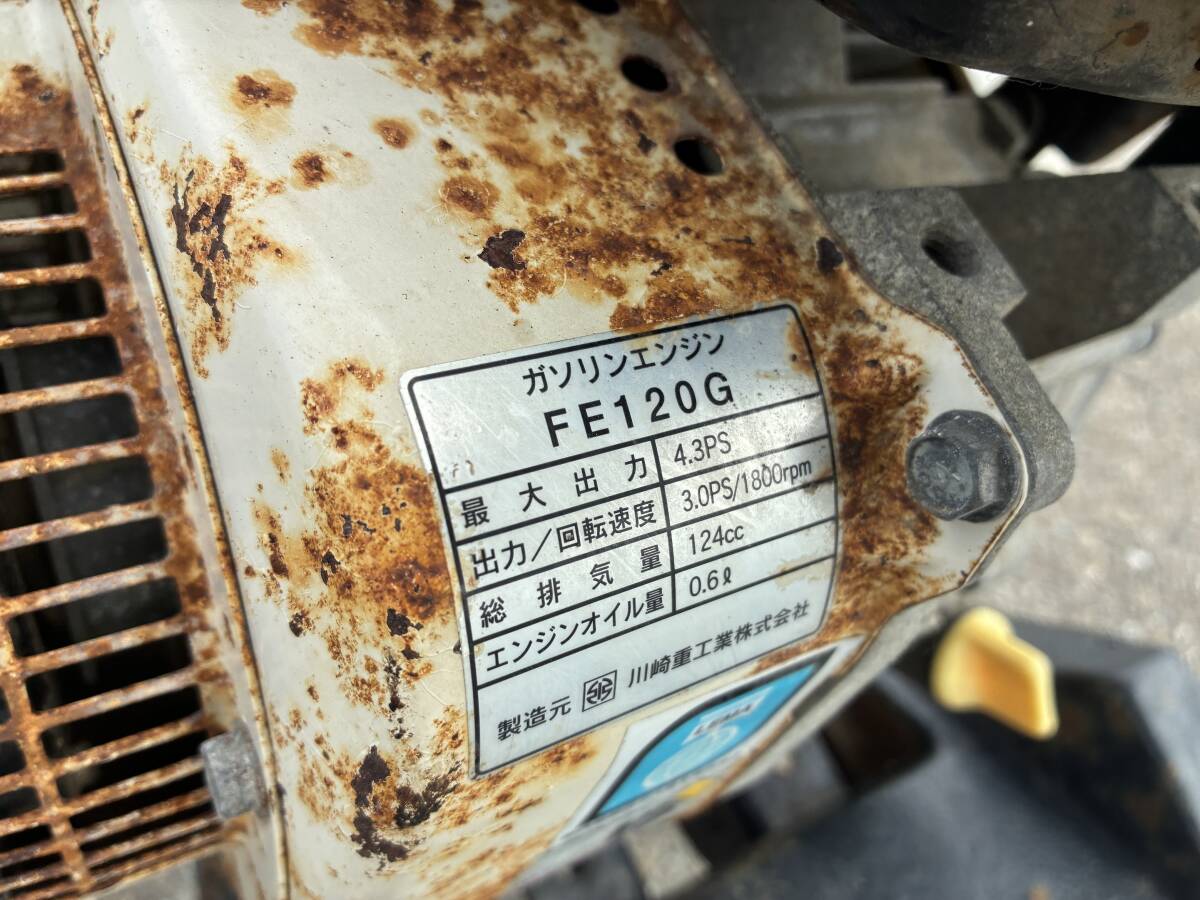 ガソリンエンジン
FE120G
最大出力 4.3PS
出力/回転速度 3.0PS/1800rpm
総排気量 124cc
エンジンオイル量 0.6ℓ
製造元 川崎重工業株式会社
LEMA